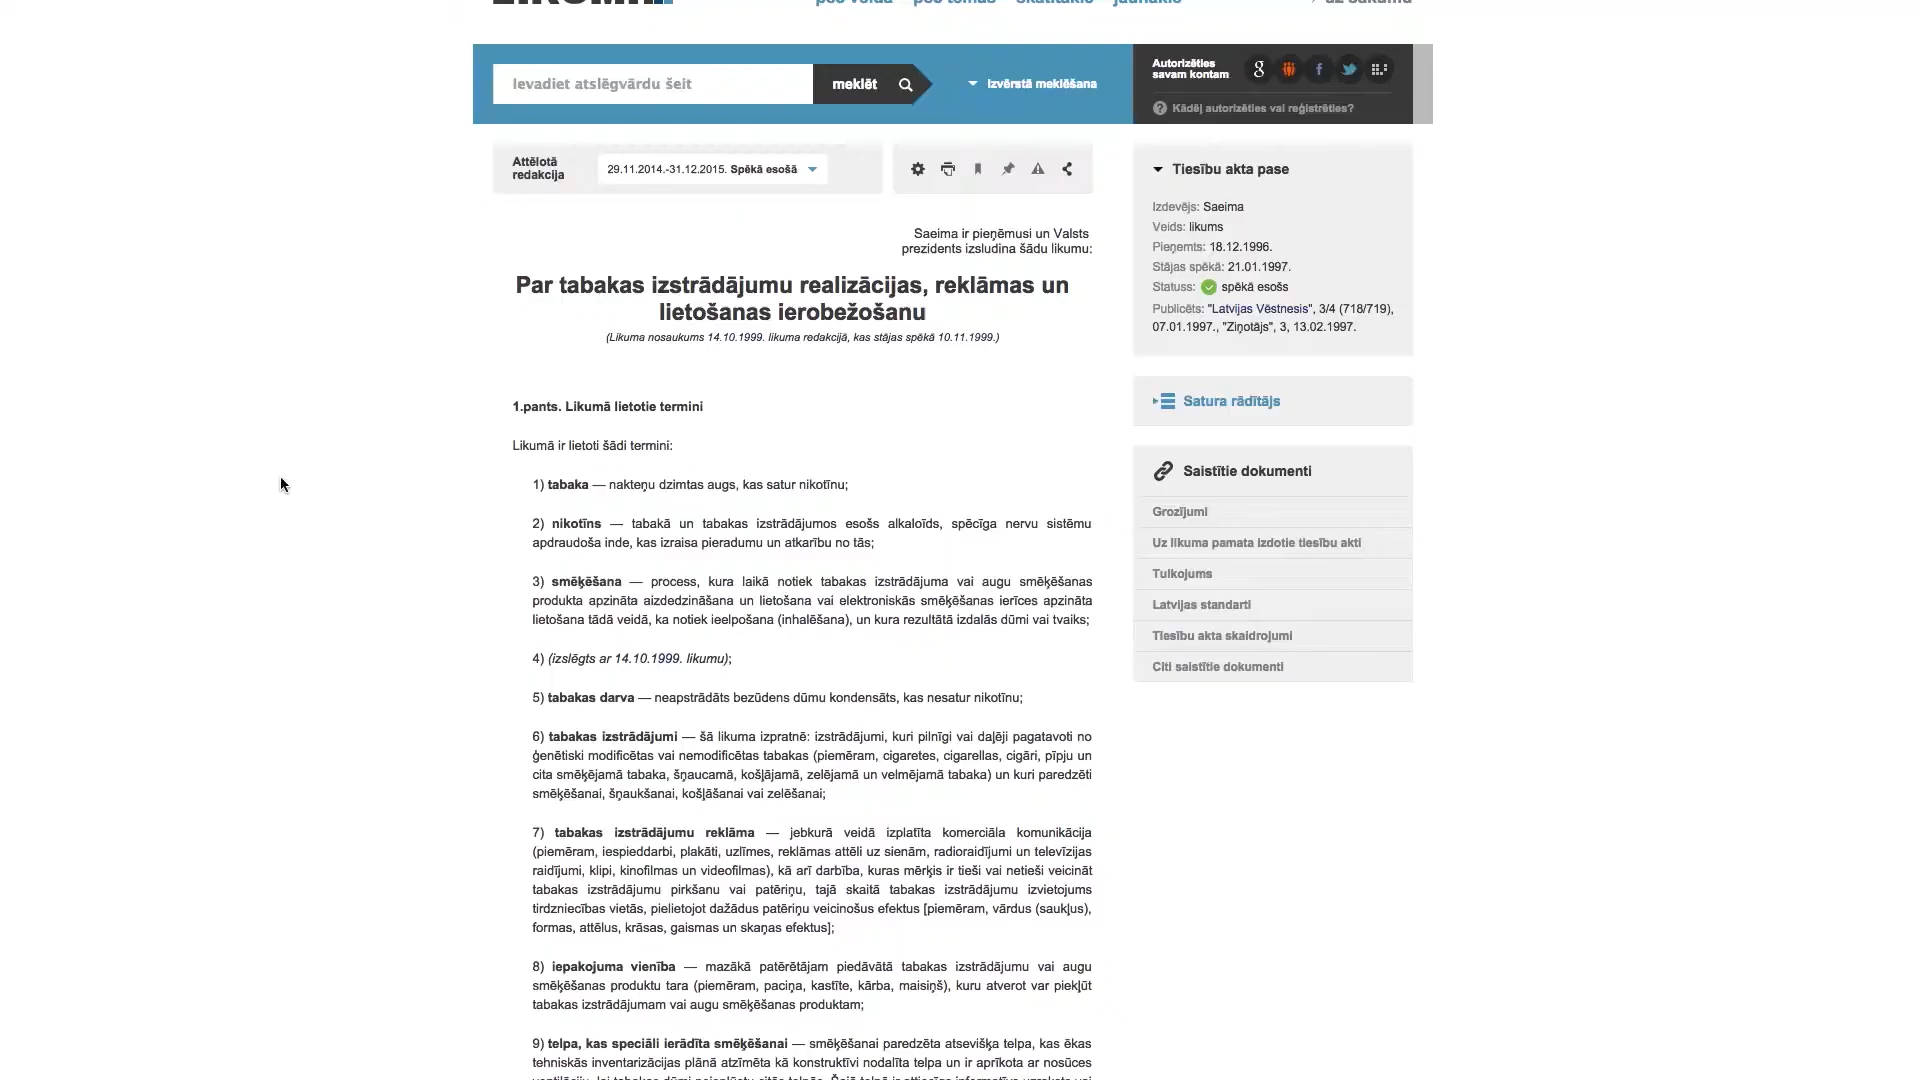 pēc veida pēc tēmas skatītākie jaunākie uz sākumu
Ievadiet atslēgvārdu šeit meklēt Izvērstā meklēšana
Autorizēties
savam kontam
Kādēļ autorizēties vai reģistrēties?
Attēlotā
redakcija
29.11.2014.-31.12.2015. Spēkā esošā
Saeima ir pieņēmusi un Valsts
prezidents izsludina šādu likumu:
Par tabakas izstrādājumu realizācijas, reklāmas un
lietošanas ierobežošanu
(Likuma nosaukums 14.10.1999. likuma redakcijā, kas stājas spēkā 10.11.1999.)
1.pants. Likumā lietotie termini
Likumā ir lietoti šādi termini:
1) tabaka — nakteņu dzimtas augs, kas satur nikotīnu;
2) nikotīns — tabakā un tabakas izstrādājumos esošs alkaloīds, spēcīga nervu sistēmu
apdraudoša inde, kas izraisa pieradumu un atkarību no tās;
3) smēķēšana — process, kura laikā notiek tabakas izstrādājuma vai augu smēķēšanas
produkta apzināta aizdedzināšana un lietošana vai elektroniskās smēķēšanas ierīces apzināta
lietošana tādā veidā, ka notiek ieelpošana (inhalēšana), un kura rezultātā izdalās dūmi vai tvaiks;
4) (izslēgts ar 14.10.1999. likumu);
5) tabakas darva — neapstrādāts bezūdens dūmu kondensāts, kas nesatur nikotīnu;
6) tabakas izstrādājumi — šā likuma izpratnē: izstrādājumi, kuri pilnīgi vai daļēji pagatavoti no
ģenētiski modificētas vai nemodificētas tabakas (piemēram, cigaretes, cigarellas, cigāri, pīpju un
cita smēķējamā tabaka, šņaucamā, košļājamā, zelējamā un velmējamā tabaka) un kuri paredzēti
smēķēšanai, šņaukšanai, košļāšanai vai zelēšanai;
7) tabakas izstrādājumu reklāma — jebkurā veidā izplatīta komerciāla komunikācija
(piemēram, iespieddarbi, plakāti, uzlīmes, reklāmas attēli uz sienām, radioraidījumi un televīzijas
raidījumi, klipi, kinofilmas un videofilmas), kā arī darbība, kuras mērķis ir tieši vai netieši veicināt
tabakas izstrādājumu pirkšanu vai patēriņu, tajā skaitā tabakas izstrādājumu izvietojums
tirdzniecības vietās, pielietojot dažādus patēriņu veicinošus efektus [piemēram, vārdus (saukļus),
formas, attēlus, krāsas, gaismas un skaņas efektus];
8) iepakojuma vienība — mazākā patērētājam piedāvātā tabakas izstrādājumu vai augu
smēķēšanas produktu tara (piemēram, paciņa, kastīte, kārba, maisiņš), kuru atverot var piekļūt
tabakas izstrādājumam vai augu smēķēšanas produktam;
9) telpa, kas speciāli ierādīta smēķēšanai — smēķēšanai paredzēta atsevišķa telpa, kas ēkas
tehniskās inventarizācijas plānā atzīmēta kā konstruktīvi nodalīta telpa un ir aprīkota ar nosūces
Tiesību akta pase
Izdevējs: Saeima
Veids: likums
Pieņemts: 18.12.1996.
Stājas spēkā: 21.01.1997.
Statuss: spēkā esošs
Publicēts: "Latvijas Vēstnesis", 3/4 (718/719),
07.01.1997., "Ziņotājs", 3, 13.02.1997.
Satura rādītājs
Saistītie dokumenti
Grozījumi
Uz likuma pamata izdotie tiesību akti
Tulkojums
Latvijas standarti
Tiesību akta skaidrojumi
Citi saistītie dokumenti